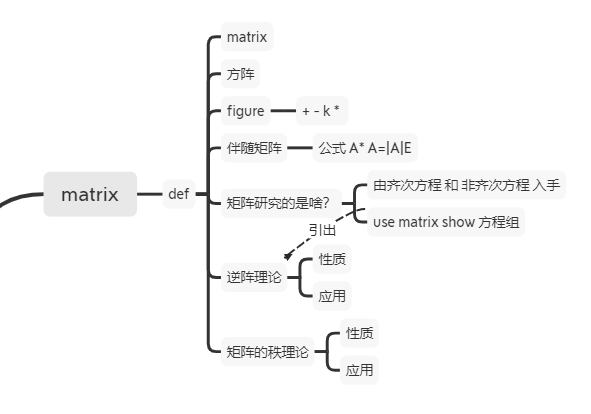 matrix
def
matrix
方阵
figure
+ - k *
伴随矩阵
公式 A* A=|A|E
矩阵研究的是啥?
由齐次方程 和 非齐次方程 入手
use matrix show 方程组
引出
逆阵理论
性质
应用
矩阵的秩理论
性质
应用